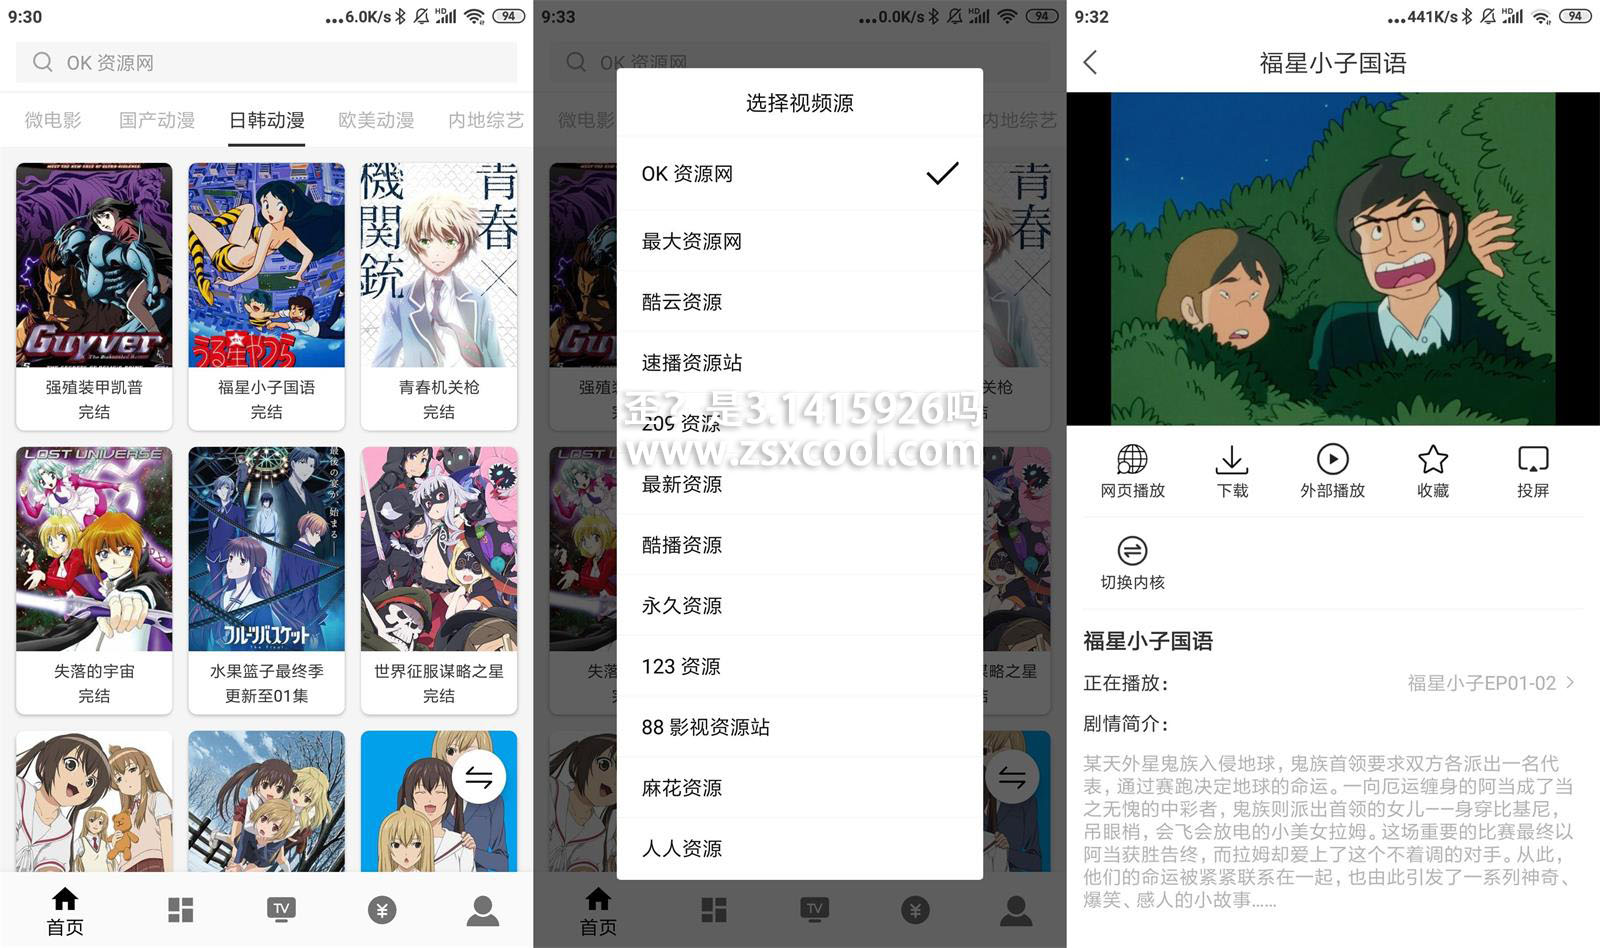 9:30
...6.0K/s HD 94
OK 资源网
微电影 国产动漫 日韩动漫 欧美动漫 内地综艺
Guyver
强殖装甲凯普
完结
うる星やつら
福星小子国语
完结
青春×
機関銃
青春机关枪
完结
LOST UNIVERSE
失落的宇宙
完结
最後の宴が始まる
フルーツバスケット
The Final
水果篮子最终季
更新至01集
世界征服谋略之星
完结
首页
TV
¥
9:33
...0.0K/s HD 94
OK 资源网
微电影
内地综艺
选择视频源
OK 资源网
最大资源网
酷云资源
速播资源站
209 资源
最新资源
酷播资源
永久资源
123 资源
88 影视资源站
麻花资源
人人资源
歪？是3.1415926吗
www.zsxcool.com
首页
TV
¥
9:32
...441K/s HD 94
福星小子国语
网页播放 下载 外部播放 收藏 投屏
切换内核
福星小子国语
正在播放： 福星小子EP01-02
剧情简介：
某天外星鬼族入侵地球，鬼族首领要求双方各派出一名代
表，通过赛跑决定地球的命运。一向厄运缠身的阿当成了当
之无愧的中彩者，鬼族则派出首领的女儿——身穿比基尼，
吊眼梢，会飞会放电的小美女拉姆。这场重要的比赛最终以
阿当获胜告终，而拉姆却爱上了这个不着调的对手。从此，
他们的命运被紧紧联系在一起，也由此引发了一系列神奇、
爆笑、感人的小故事……